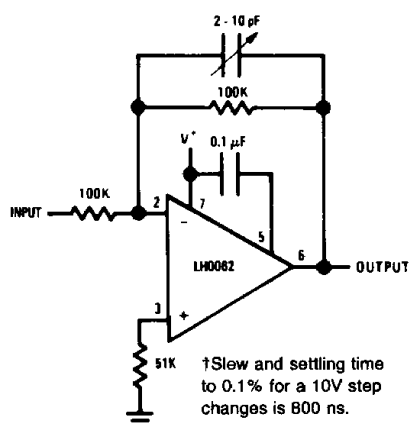 2 - 10 pF
100K
V+ 0.1 μF
100K
INPUT 2 7
-
5
LH0062 6 OUTPUT
3
+
51K
†Slew and settling time
to 0.1% for a 10V step
changes is 800 ns.